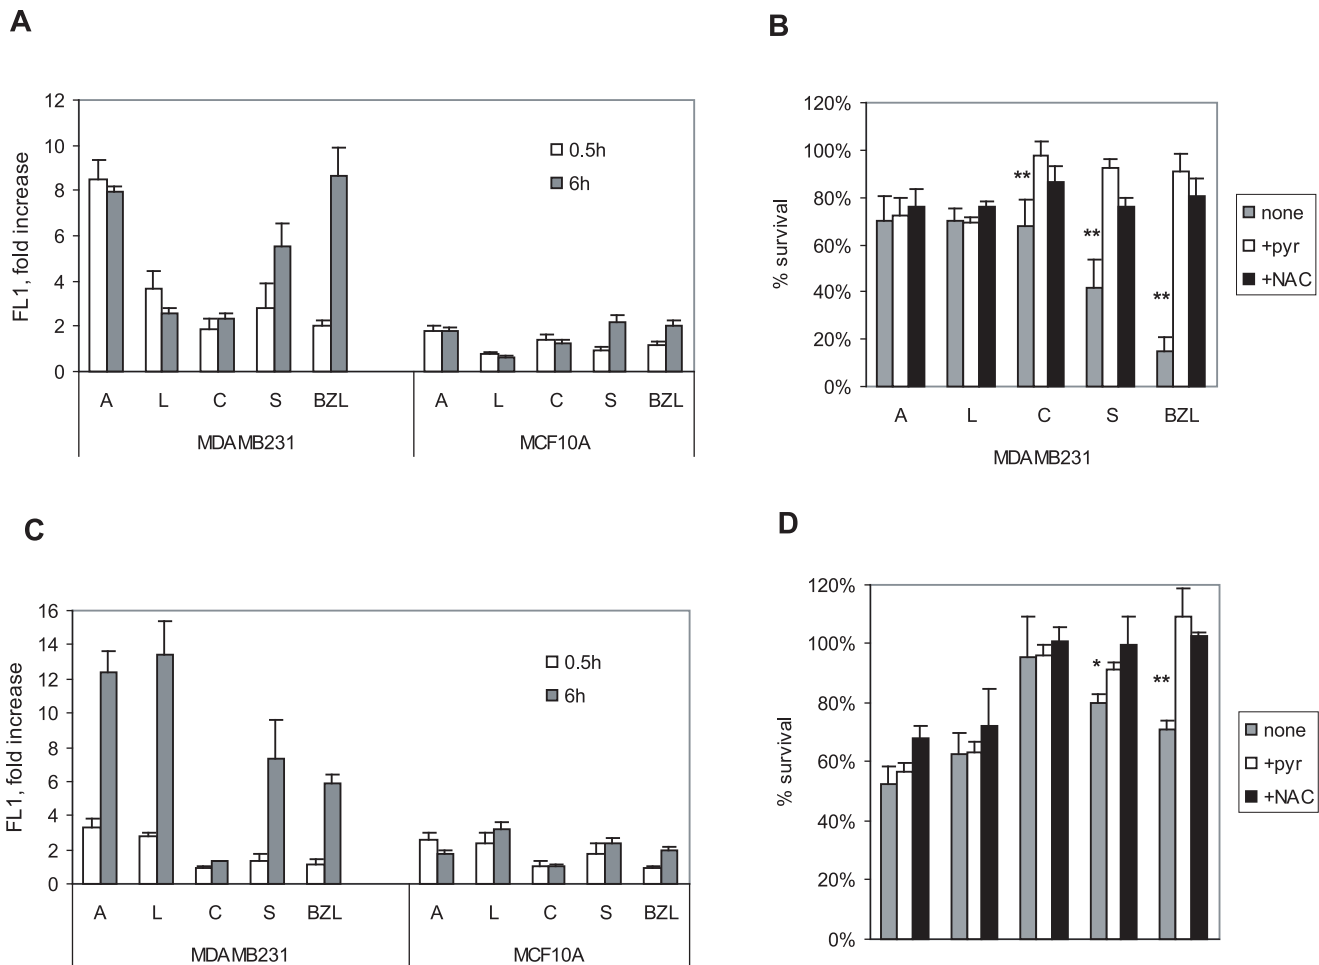 A
12
10
8
6
4
2
0
FL1, fold increase
0.5h
6h
A L C S BZL A L C S BZL
MDAMB231 MCF10A
B
120%
100%
80%
60%
40%
20%
0%
% survival
**
**
**
none
+pyr
+NAC
A L C S BZL
MDAMB231
C
16
14
12
10
8
6
4
2
0
FL1, fold increase
0.5h
6h
A L C S BZL A L C S BZL
MDAMB231 MCF10A
D
120%
100%
80%
60%
40%
20%
0%
% survival
*
**
none
+pyr
+NAC